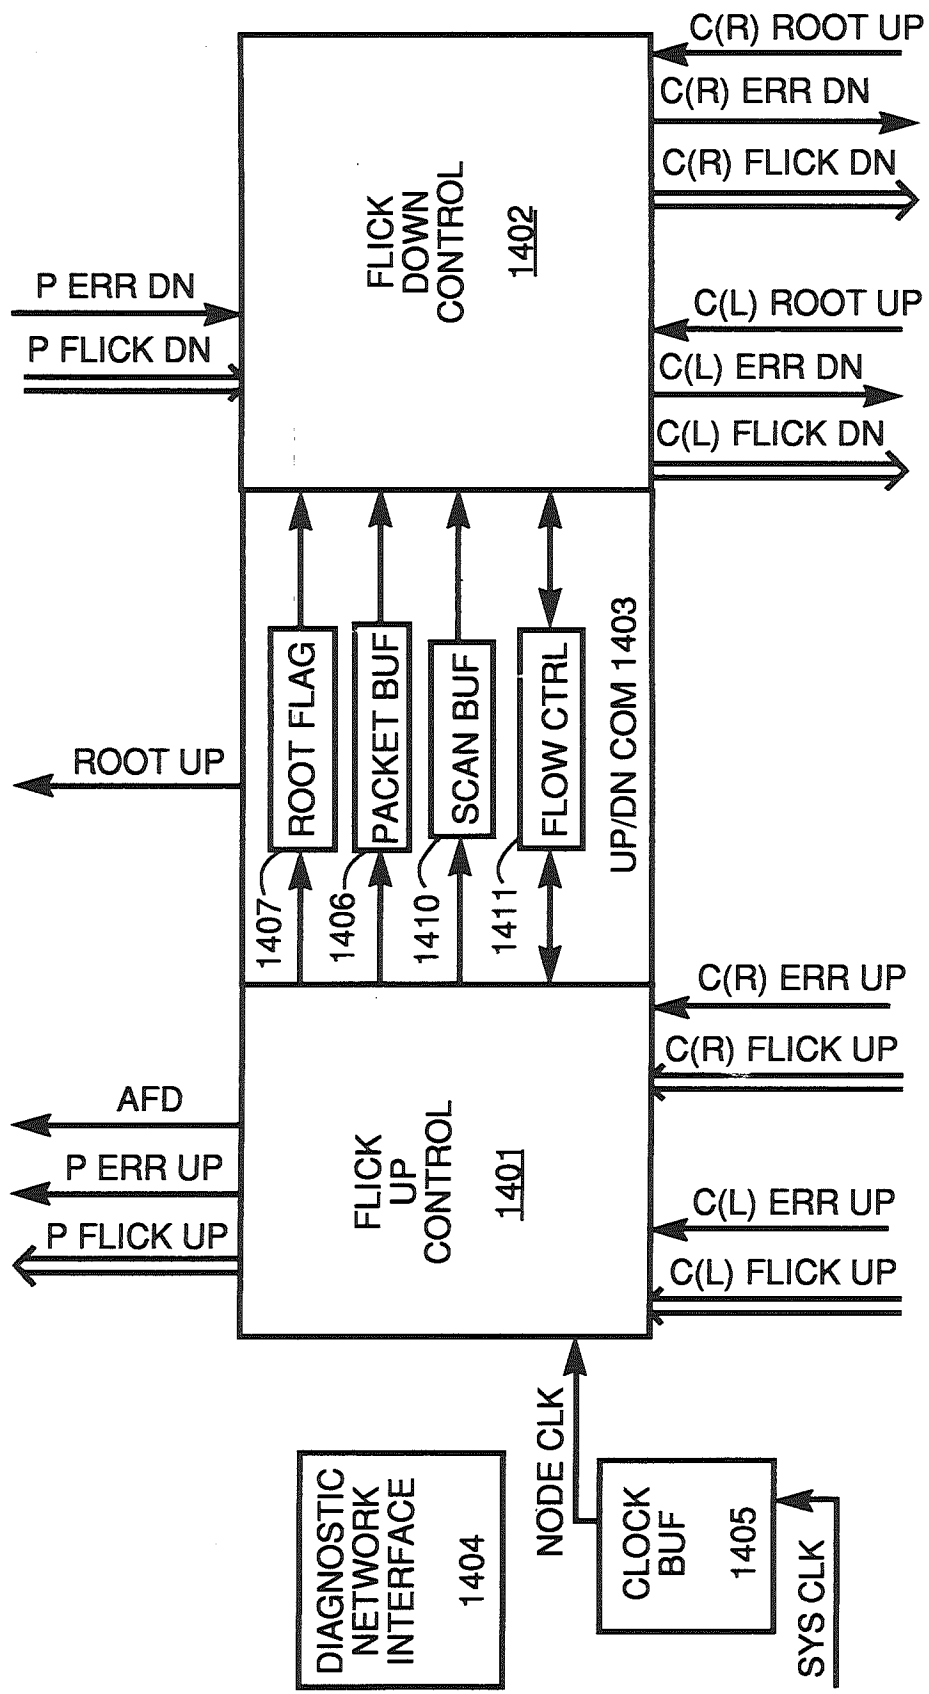 C(R) ROOT UP
C(R) ERR DN
C(R) FLICK DN
P ERR DN
P FLICK DN
FLICK
DOWN
CONTROL
1402
C(L) ROOT UP
C(L) ERR DN
C(L) FLICK DN
ROOT UP
ROOT FLAG
PACKET BUF
SCAN BUF
FLOW CTRL
UP/DN COM 1403
1407
1406
1410
1411
C(R) ERR UP
C(R) FLICK UP
AFD
P ERR UP
P FLICK UP
FLICK
UP
CONTROL
1401
C(L) ERR UP
C(L) FLICK UP
DIAGNOSTIC
NETWORK
INTERFACE
1404
NODE CLK
CLOCK
BUF
1405
SYS CLK